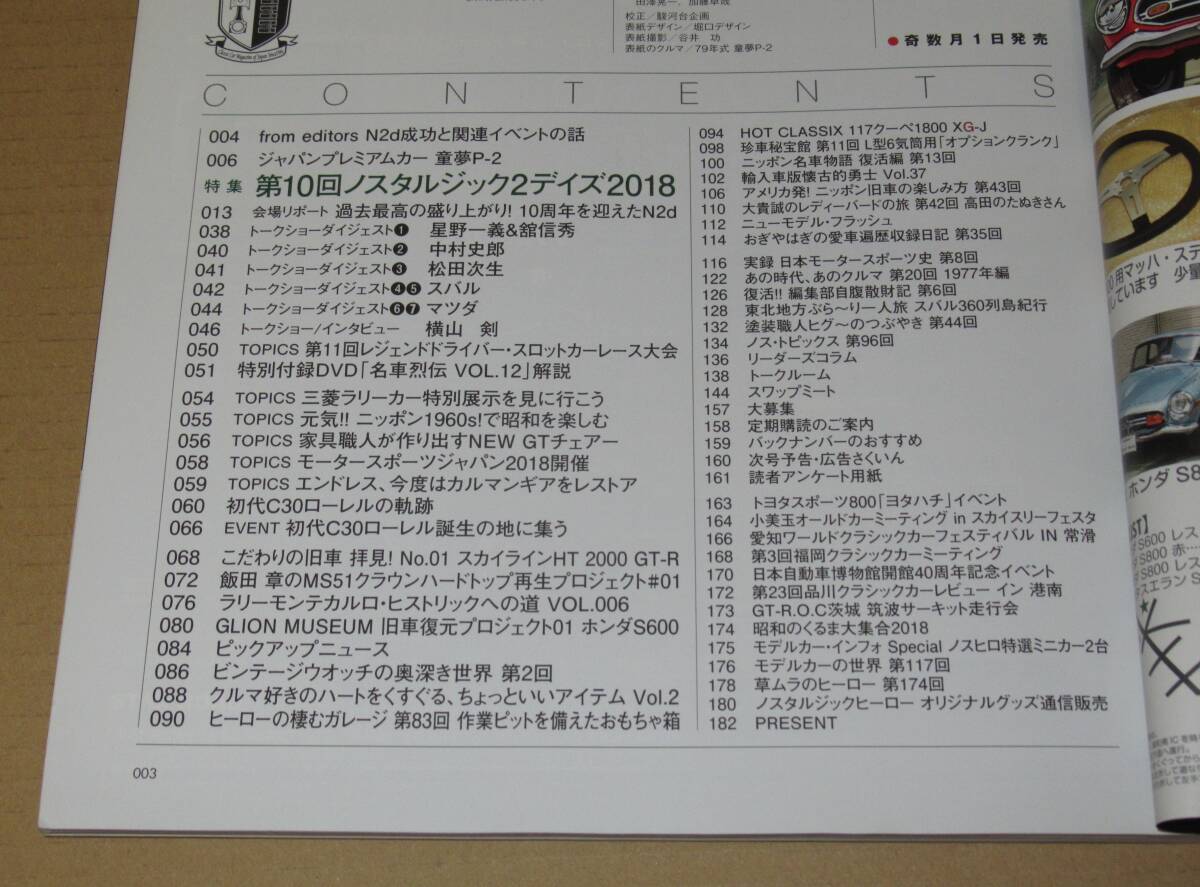 校正／駿河台企画
表紙デザイン／堀口デザイン
表紙撮影／谷井 功
表紙のクルマ／79年式 童夢P-2
●奇数月1日発売
CONTENTS
004 from editors N2d成功と関連イベントの話
006 ジャパンプレミアムカー 童夢P-2
特集 第10回ノスタルジック2デイズ2018
013 会場リポート 過去最高の盛り上がり! 10周年を迎えたN2d
038 トークショーダイジェスト❶ 星野一義&舘信秀
040 トークショーダイジェスト❷ 中村史郎
041 トークショーダイジェスト❸ 松田次生
042 トークショーダイジェスト❹❺ スバル
044 トークショーダイジェスト❻❼ マツダ
046 トークショー/インタビュー 横山 剣
050 TOPICS 第11回レジェンドドライバー・スロットカーレース大会
051 特別付録DVD「名車烈伝 VOL.12」解説
054 TOPICS 三菱ラリーカー特別展示を見に行こう
055 TOPICS 元気!! ニッポン1960s!で昭和を楽しむ
056 TOPICS 家具職人が作り出すNEW GTチェアー
058 TOPICS モータースポーツジャパン2018開催
059 TOPICS エンドレス、今度はカルマンギアをレストア
060 初代C30ローレルの軌跡
066 EVENT 初代C30ローレル誕生の地に集う
068 こだわりの旧車 拝見! No.01 スカイラインHT 2000 GT-R
072 飯田 章のMS51クラウンハードトップ再生プロジェクト#01
076 ラリーモンテカルロ・ヒストリックへの道 VOL.006
080 GLION MUSEUM 旧車復元プロジェクト01 ホンダS600
084 ピックアップニュース
086 ビンテージウオッチの奥深き世界 第2回
088 クルマ好きのハートをくすぐる、ちょっといいアイテム Vol.2
090 ヒーローの棲むガレージ 第83回 作業ピットを備えたおもちゃ箱
094 HOT CLASSIX 117クーペ1800 XG-J
098 珍車秘宝館 第11回 L型6気筒用「オプションクランク」
100 ニッポン名車物語 復活編 第13回
102 輸入車版懐古的勇士 Vol.37
106 アメリカ発! ニッポン旧車の楽しみ方 第43回
110 大貴誠のレディーバードの旅 第42回 高田のたぬきさん
112 ニューモデル・フラッシュ
114 おぎやはぎの愛車遍歴収録日記 第35回
116 実録 日本モータースポーツ史 第8回
122 あの時代、あのクルマ 第20回 1977年編
126 復活!! 編集部自腹散財記 第6回
128 東北地方ぶら〜り一人旅 スバル360列島紀行
132 塗装職人ヒグ〜のつぶやき 第44回
134 ノス・トピックス 第96回
136 リーダーズコラム
138 トークルーム
144 スワップミート
157 大募集
158 定期購読のご案内
159 バックナンバーのおすすめ
160 次号予告・広告さくいん
161 読者アンケート用紙
163 トヨタスポーツ800「ヨタハチ」イベント
164 小美玉オールドカーミーティング in スカイスリーフェスタ
166 愛知ワールドクラシックカーフェスティバル IN 常滑
168 第3回福岡クラシックカーミーティング
170 日本自動車博物館開館40周年記念イベント
172 第23回品川クラシックカーレビュー イン 港南
173 GT-R.O.C茨城 筑波サーキット走行会
174 昭和のくるま大集合2018
175 モデルカー・インフォ Special ノスヒロ特選ミニカー2台
176 モデルカーの世界 第117回
178 草ムラのヒーロー 第174回
180 ノスタルジックヒーロー オリジナルグッズ通信販売
182 PRESENT
003
用マッハ・ステ
しています 少量
ホンダ S8
S600 レス
S800 赤
S800 レス